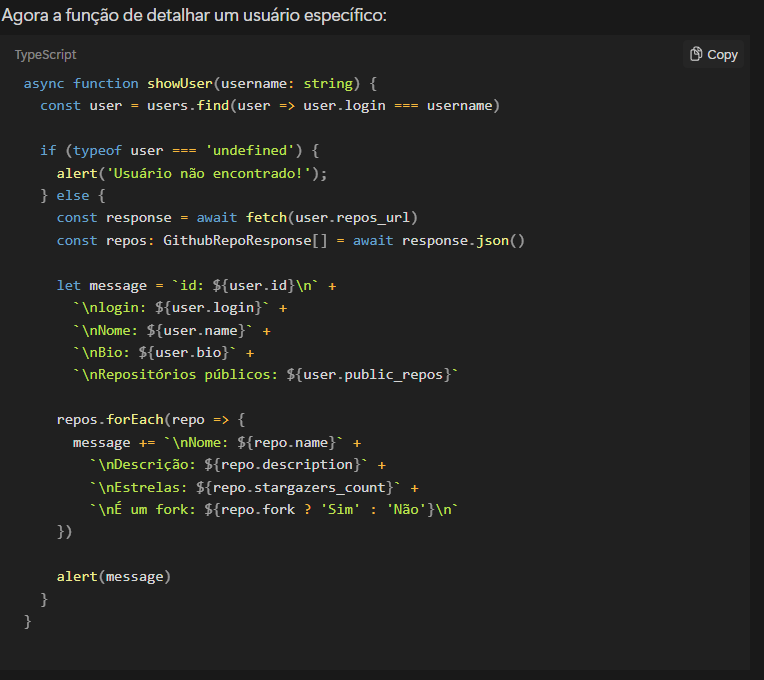 Agora a função de detalhar um usuário específico:
TypeScript
Copy
async function showUser(username: string) {
  const user = users.find(user => user.login === username)

  if (typeof user === 'undefined') {
    alert('Usuário não encontrado!');
  } else {
    const response = await fetch(user.repos_url)
    const repos: GithubRepoResponse[] = await response.json()

    let message = `id: ${user.id}\n` +
      `\nlogin: ${user.login}` +
      `\nNome: ${user.name}` +
      `\nBio: ${user.bio}` +
      `\nRepositórios públicos: ${user.public_repos}`

    repos.forEach(repo => {
      message += `\nNome: ${repo.name}` +
        `\nDescrição: ${repo.description}` +
        `\nEstrelas: ${repo.stargazers_count}` +
        `\nÉ um fork: ${repo.fork ? 'Sim' : 'Não'}\n`
    })

    alert(message)
  }
}